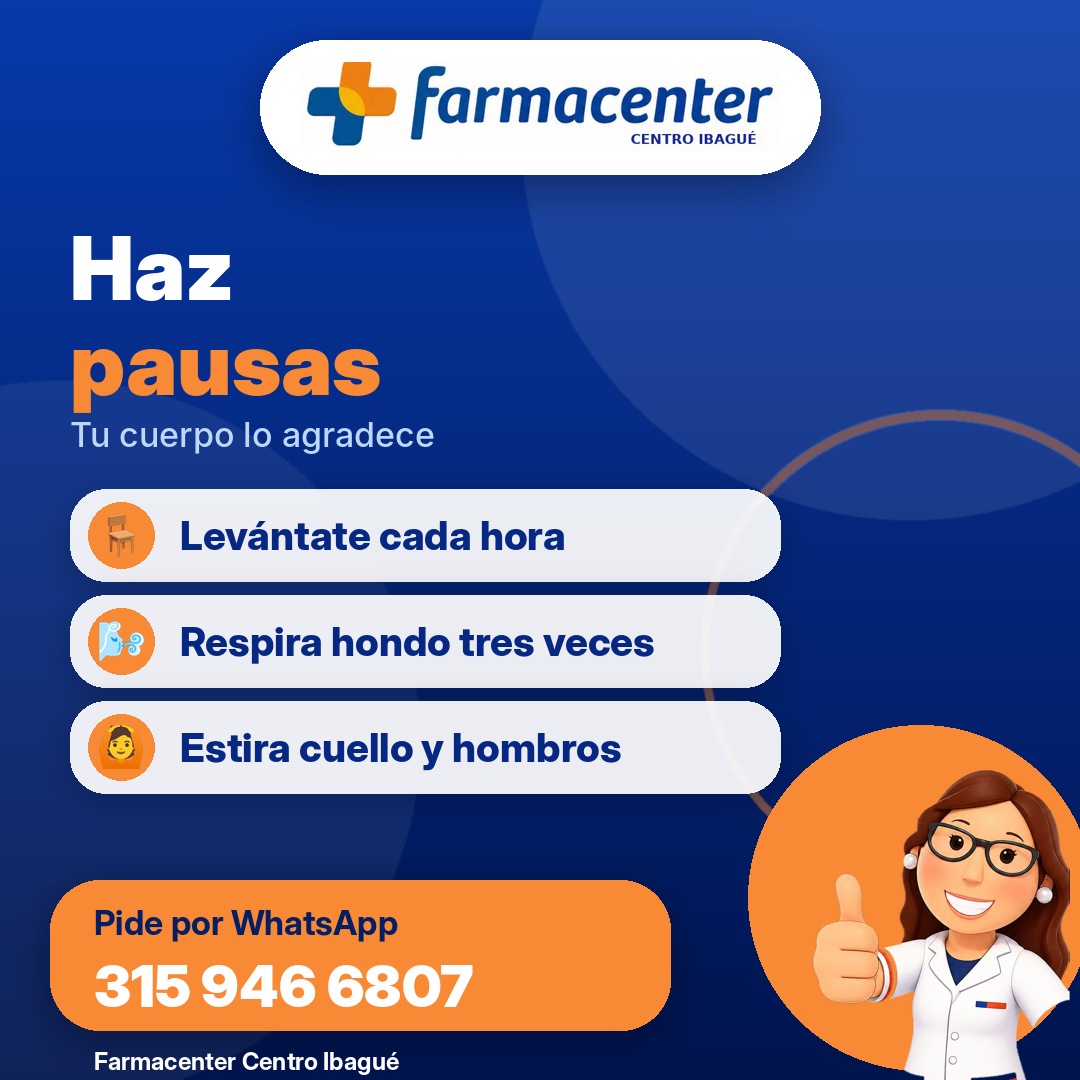 farmacenter
CENTRO IBAGUÉ
Haz
pausas
Tu cuerpo lo agradece
Levántate cada hora
Respira hondo tres veces
Estira cuello y hombros
Pide por WhatsApp
315 946 6807
Farmacenter Centro Ibagué